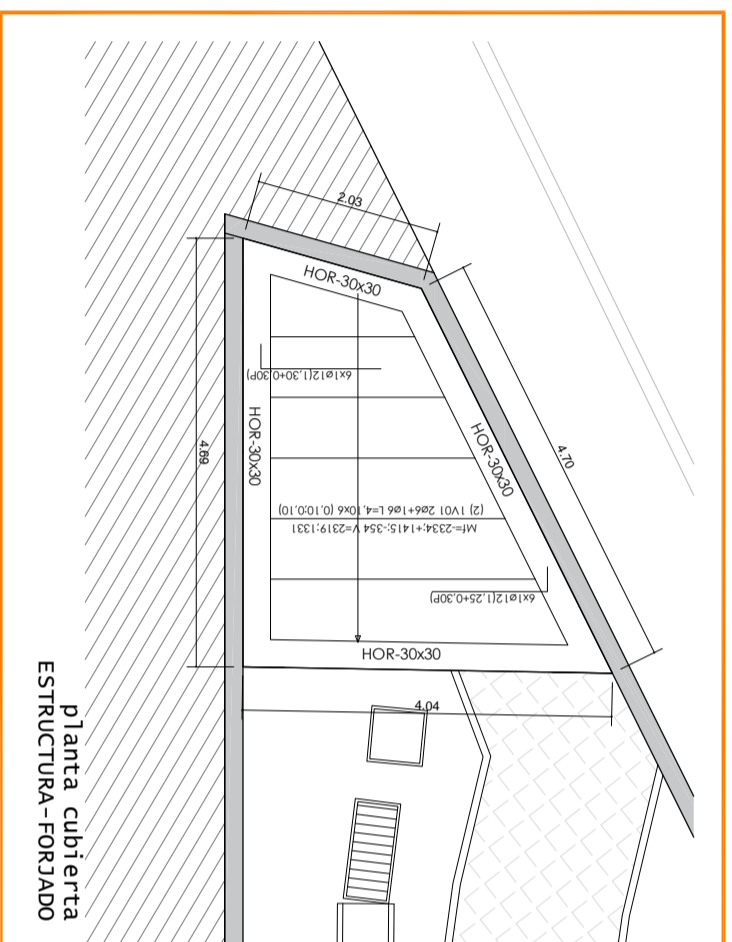 2.03
HOR-30x30
6x1ø12(1,30+0,30P)
HOR-30x30
4.69
HOR-30x30
4.70
(2) 1V01 2ø6+1ø6 L=4,10x6 (0,10;0,10)
Mf=-2334;+1415;-354 V=2319;1331
6x1ø12(1,25+0,30P)
HOR-30x30
4.04
planta cubierta
ESTRUCTURA-FORJADO